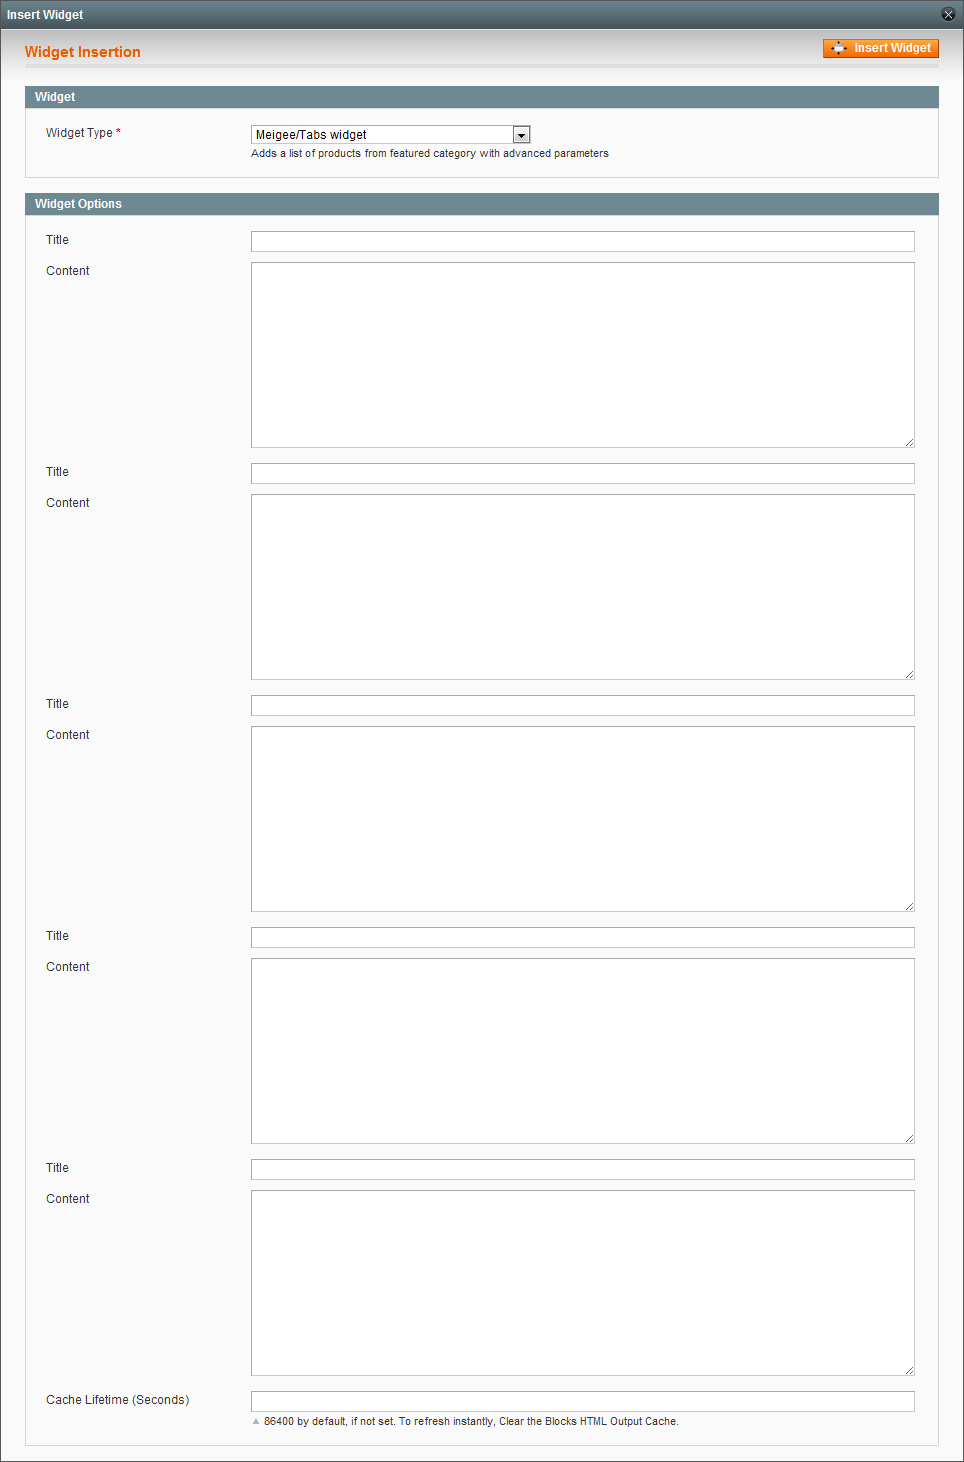 Insert Widget
Widget Insertion
Insert Widget
Widget
Widget Type *
Meigee/Tabs widget
Adds a list of products from featured category with advanced parameters
Widget Options
Title
Content
Title
Content
Title
Content
Title
Content
Title
Content
Cache Lifetime (Seconds)
86400 by default, if not set. To refresh instantly, Clear the Blocks HTML Output Cache.